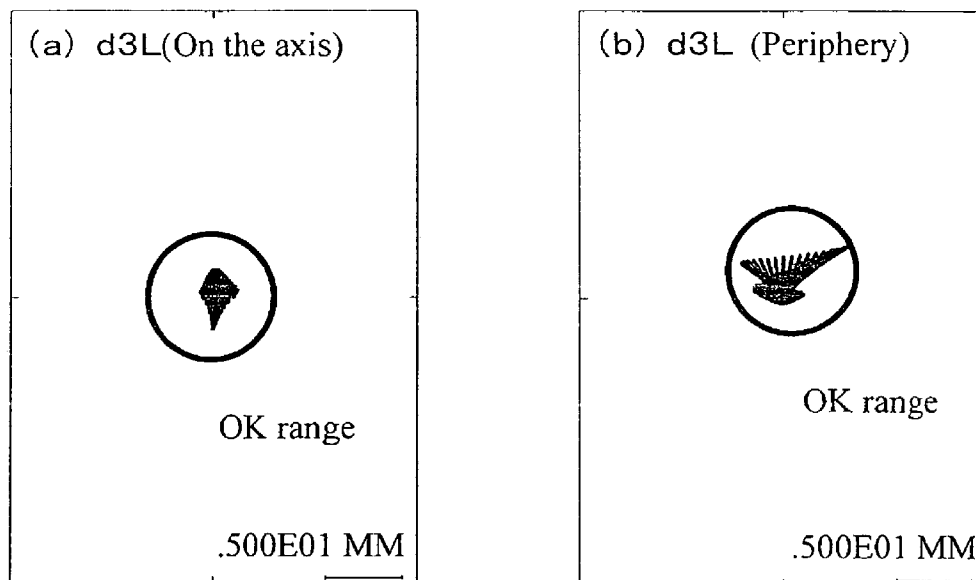 (a) d3L(On the axis)
OK range
.500E01 MM
(b) d3L (Periphery)
OK range
.500E01 MM